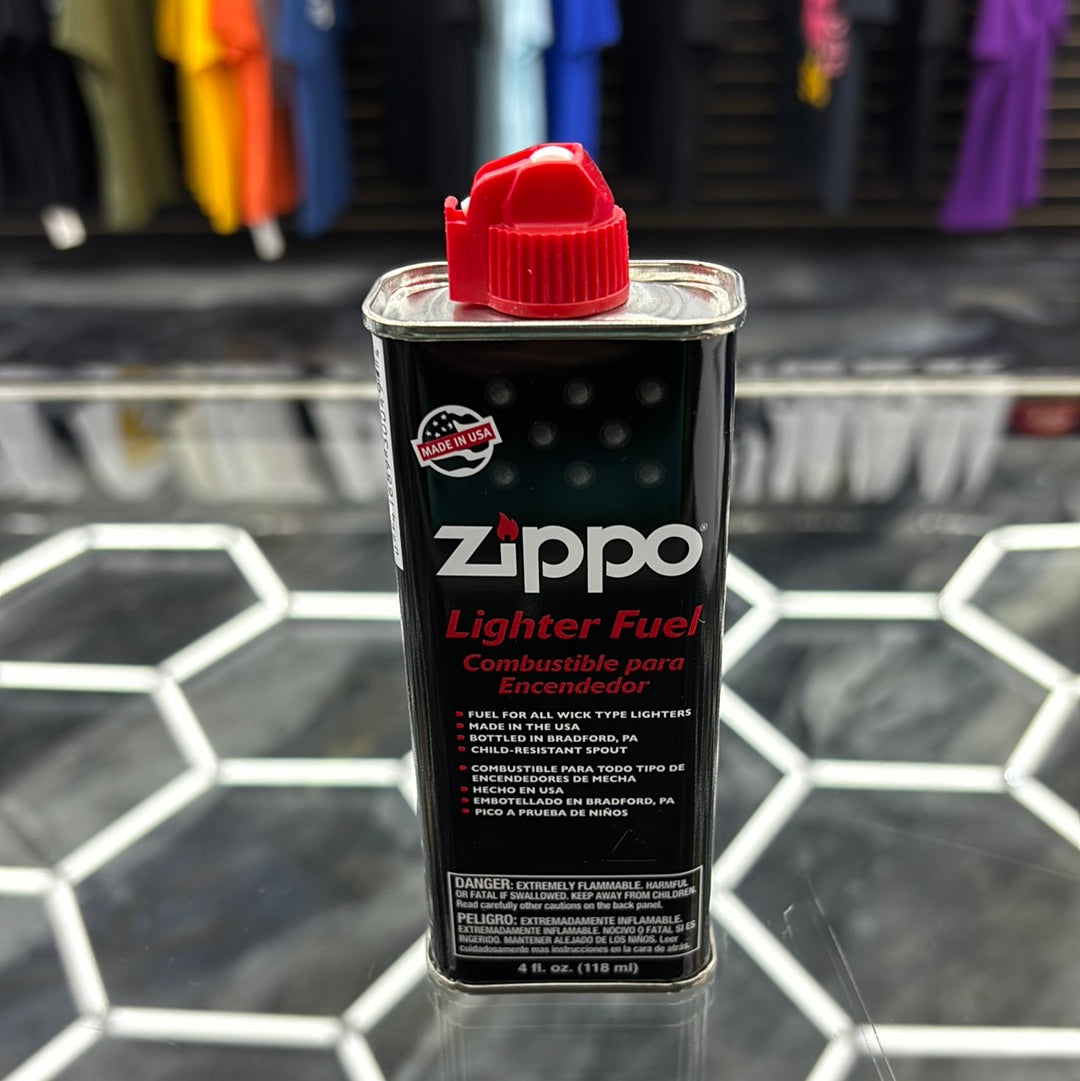 MADE IN USA
zippo®
Lighter Fuel
Combustible para
Encendedor
FUEL FOR ALL WICK TYPE LIGHTERS
MADE IN THE USA
BOTTLED IN BRADFORD, PA
CHILD-RESISTANT SPOUT
COMBUSTIBLE PARA TODO TIPO DE
ENCENDEDORES DE MECHA
HECHO EN USA
EMBOTELLADO EN BRADFORD, PA
PICO A PRUEBA DE NIÑOS
DANGER: EXTREMELY FLAMMABLE. HARMFUL
OR FATAL IF SWALLOWED. KEEP AWAY FROM CHILDREN.
Read carefully other cautions on the back panel.
PELIGRO: EXTREMADAMENTE INFLAMABLE.
EXTREMADAMENTE INFLAMABLE. NOCIVO O FATAL SI ES
INGERIDO. MANTENER ALEJADO DE LOS NIÑOS. Leer
cuidadosamente mas instrucciones en la cara de atrás.
4 fl. oz. (118 ml)